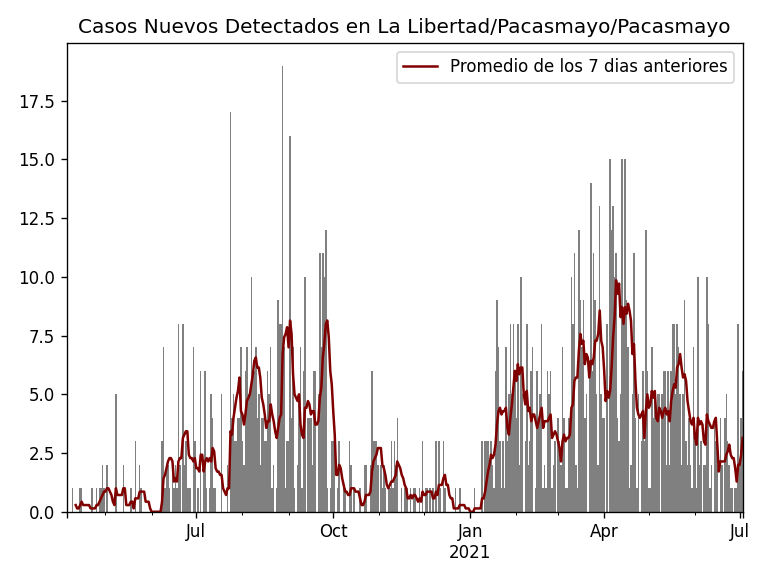 Casos Nuevos Detectados en La Libertad/Pacasmayo/Pacasmayo
Promedio de los 7 dias anteriores
17.5
15.0
12.5
10.0
7.5
5.0
2.5
0.0
Jul
Oct
Jan
Apr
Jul
2021